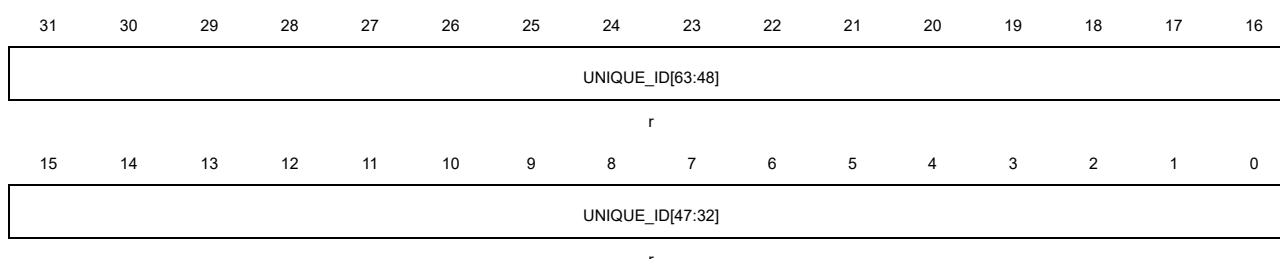 31 30 29 28 27 26 25 24 23 22 21 20 19 18 17 16
UNIQUE_ID[63:48]
r
15 14 13 12 11 10 9 8 7 6 5 4 3 2 1 0
UNIQUE_ID[47:32]
r